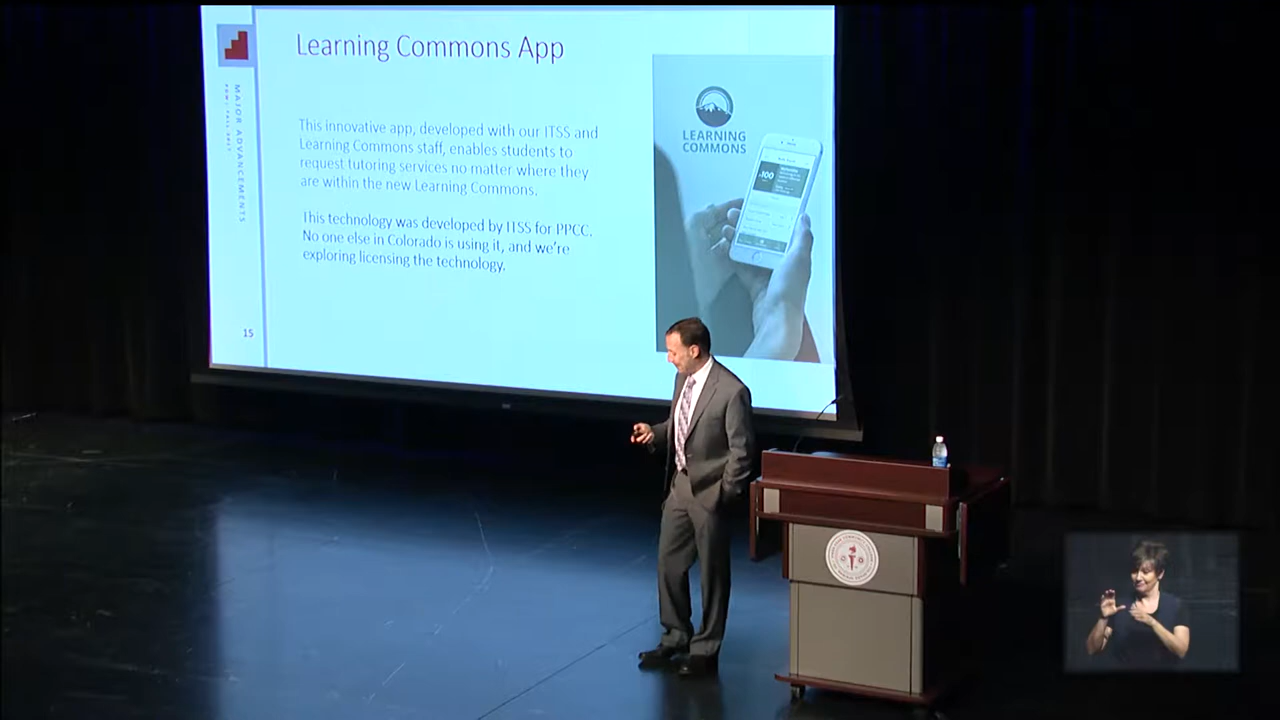 Learning Commons App
MAJOR ADVANCEMENTS
This innovative app, developed with our ITSS and
Learning Commons staff, enables students to
request tutoring services no matter where they
are within the new Learning Commons.
This technology was developed by ITSS for PPCC.
No one else in Colorado is using it, and we're
exploring licensing the technology.
LEARNING
COMMONS
100
15